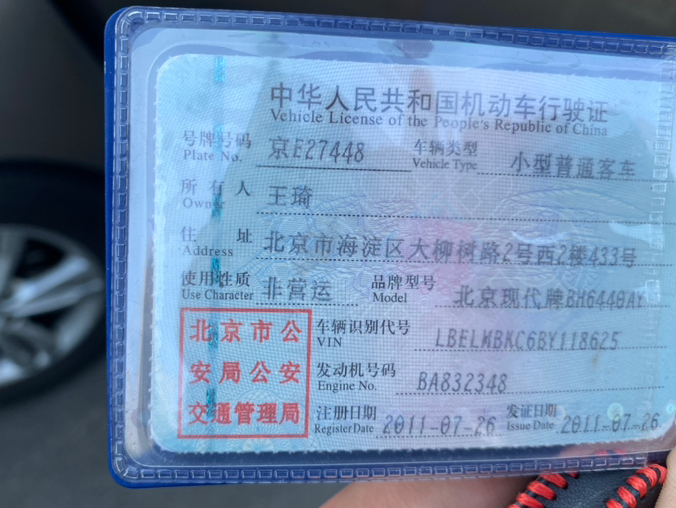 中华人民共和国机动车行驶证
Vehicle License of the People's Republic of China
号牌号码 京E27448 车辆类型 小型普通客车
Plate No. Vehicle Type
所有人 王琦
Owner
住址 北京市海淀区大柳树路2号西2楼433号
Address
使用性质 非营运 品牌型号 北京现代牌BH6440AY
Use Character Model
北京市公
安局公安
交通管理局
车辆识别代号 LBELMBKC6BY118625
VIN
发动机号码 BA832348
Engine No.
注册日期 2011-07-26 发证日期 2011-07-26
Register Date Issue Date